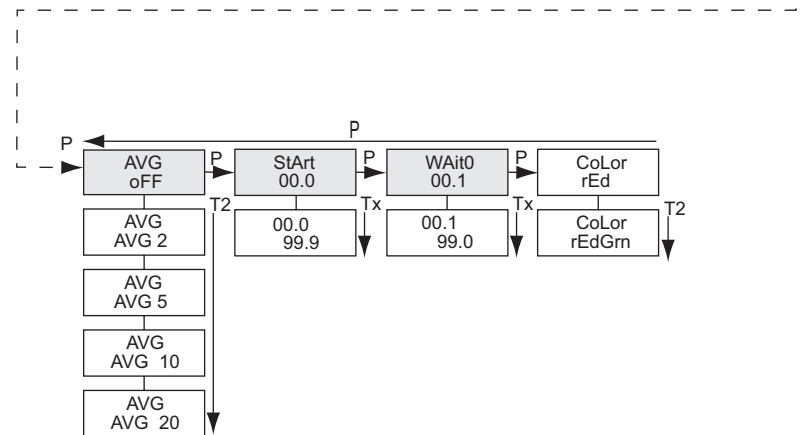 P
P
AVG
oFF
P
StArt
00.0
P
WAit0
00.1
P
CoLor
rEd
AVG
AVG 2
T2
00.0
99.9
Tx
00.1
99.0
Tx
CoLor
rEdGrn
T2
AVG
AVG 5
AVG
AVG 10
AVG
AVG 20